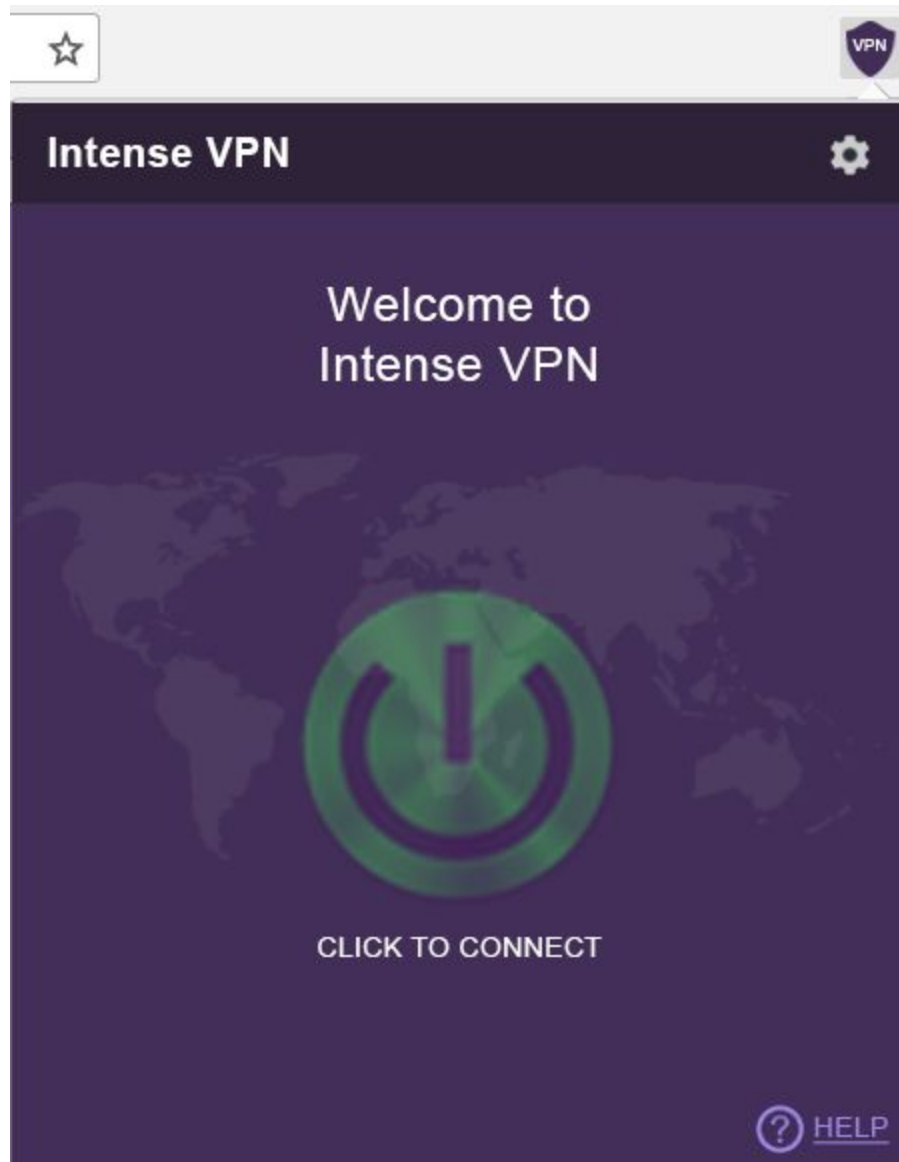 VPN
Intense VPN
Welcome to
Intense VPN
CLICK TO CONNECT
? HELP